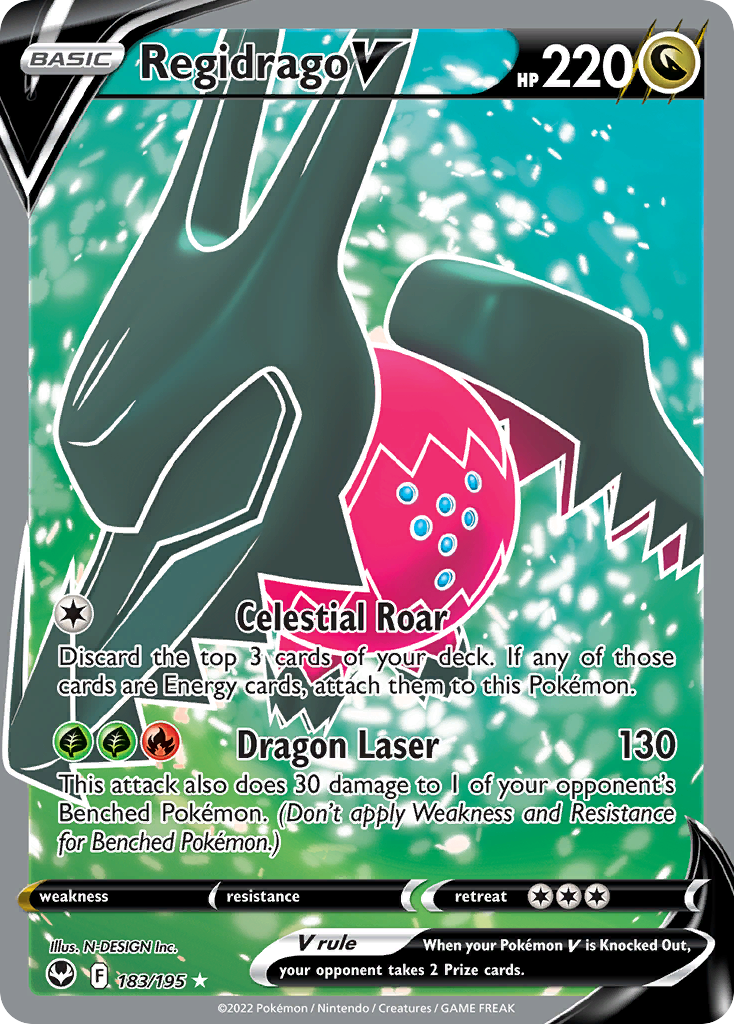 BASIC Regidrago V HP 220
Celestial Roar
Discard the top 3 cards of your deck. If any of those
cards are Energy cards, attach them to this Pokémon.
Dragon Laser 130
This attack also does 30 damage to 1 of your opponent's
Benched Pokémon. (Don't apply Weakness and Resistance
for Benched Pokémon.)
weakness resistance retreat
Illus. N-DESIGN Inc.
V rule When your Pokémon V is Knocked Out,
your opponent takes 2 Prize cards.
F 183/195 ★
©2022 Pokémon / Nintendo / Creatures / GAME FREAK